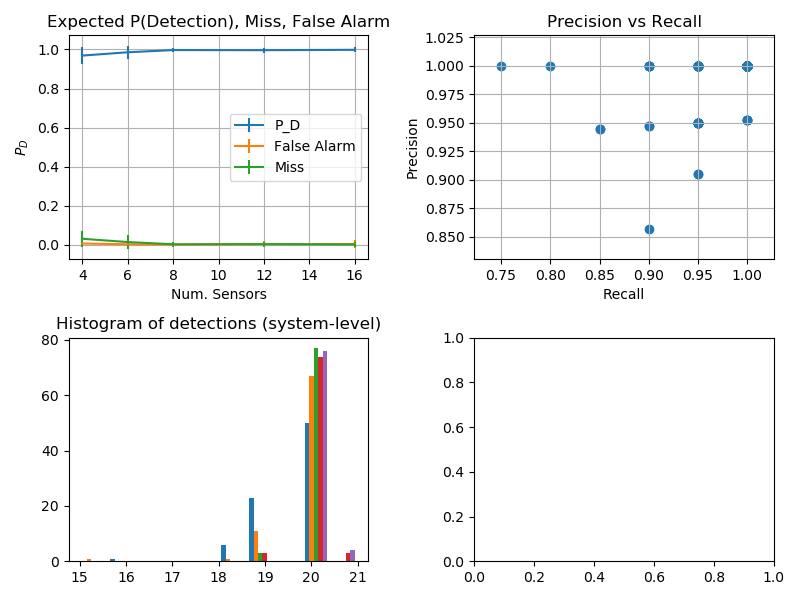 Expected P(Detection), Miss, False Alarm
1.0
0.8
0.6
0.4
0.2
0.0
P_D
P_D
False Alarm
Miss
4 6 8 10 12 14 16
Num. Sensors
Precision vs Recall
1.025
1.000
0.975
0.950
0.925
0.900
0.875
0.850
Precision
0.75 0.80 0.85 0.90 0.95 1.00
Recall
Histogram of detections (system-level)
80
60
40
20
0
15 16 17 18 19 20 21
1.0
0.8
0.6
0.4
0.2
0.0
0.0 0.2 0.4 0.6 0.8 1.0